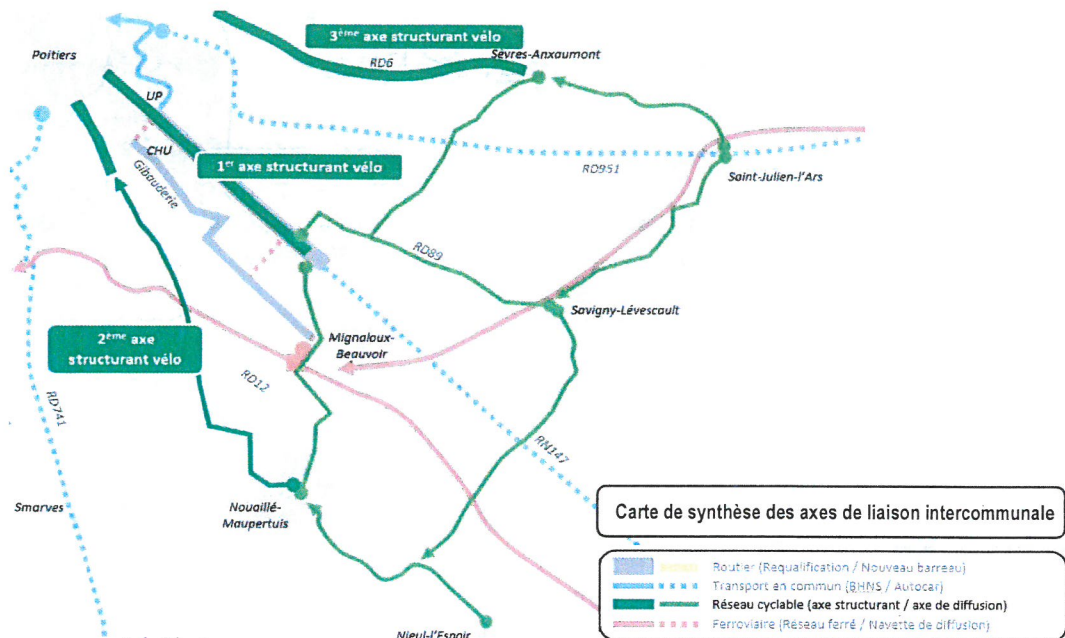 3ème axe structurant vélo
Poitiers
RD6
Sèvres-Anxaumont
UP
CHU
1er axe structurant vélo
Gibauderie
RD951
Saint-Julien-l'Ars
RD89
Savigny-Lévescault
2ème axe
structurant vélo
Mignaloux-
Beauvoir
RD12
RD741
RN147
Smarves
Nouaillé-
Maupertuis
Carte de synthèse des axes de liaison intercommunale
Routier (Requalification / Nouveau barreau)
Transport en commun (BHNS / Autocar)
Réseau cyclable (axe structurant / axe de diffusion)
Ferroviaire (Réseau ferré / Navette de diffusion)
Nieul-l'Espoir